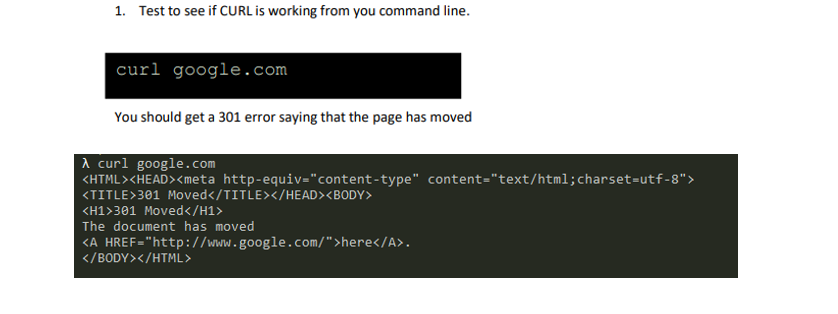 1. Test to see if CURL is working from you command line.
curl google.com
You should get a 301 error saying that the page has moved
λ curl google.com
<HTML><HEAD><meta http-equiv="content-type" content="text/html;charset=utf-8">
<TITLE>301 Moved</TITLE></HEAD><BODY>
<H1>301 Moved</H1>
The document has moved
<A HREF="http://www.google.com/">here</A>.
</BODY></HTML>